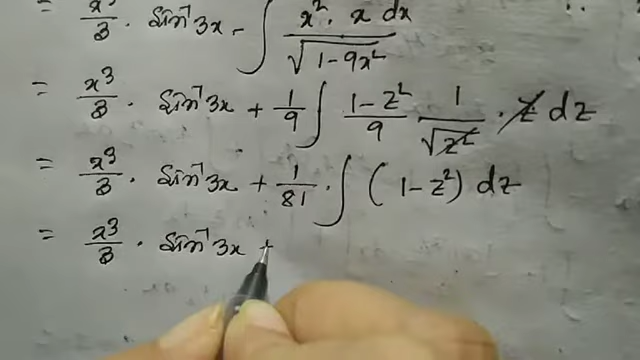 = x³/3 · sin⁻¹3x - ∫ x² · x dx / √(1-9x²)
= x³/3 · sin⁻¹3x + 1/9 ∫ (1-z²)/9 · 1/√z² · z dz
= x³/3 · sin⁻¹3x + 1/81 · ∫ (1-z²) dz
= x³/3 · sin⁻¹3x +